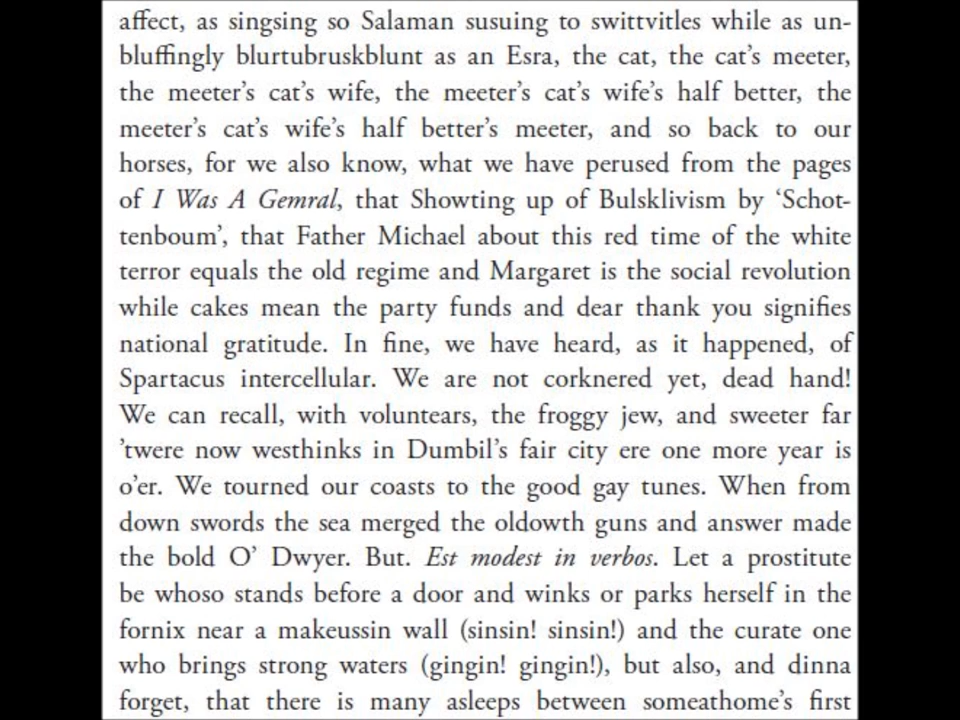 affect, as singsing so Salaman susuing to swittvitles while as un-
bluffingly blurtubruskblunt as an Esra, the cat, the cat’s meeter,
the meeter’s cat’s wife, the meeter’s cat’s wife’s half better, the
meeter’s cat’s wife’s half better’s meeter, and so back to our
horses, for we also know, what we have perused from the pages
of I Was A Gemral, that Showting up of Bulsklivism by ‘Schot-
tenboum’, that Father Michael about this red time of the white
terror equals the old regime and Margaret is the social revolution
while cakes mean the party funds and dear thank you signifies
national gratitude. In fine, we have heard, as it happened, of
Spartacus intercellular. We are not corknered yet, dead hand!
We can recall, with voluntears, the froggy jew, and sweeter far
’twere now westhinks in Dumbil’s fair city ere one more year is
o’er. We tourned our coasts to the good gay tunes. When from
down swords the sea merged the oldowth guns and answer made
the bold O’ Dwyer. But. Est modest in verbos. Let a prostitute
be whoso stands before a door and winks or parks herself in the
fornix near a makeussin wall (sinsin! sinsin!) and the curate one
who brings strong waters (gingin! gingin!), but also, and dinna
forget, that there is many asleeps between someathome’s first